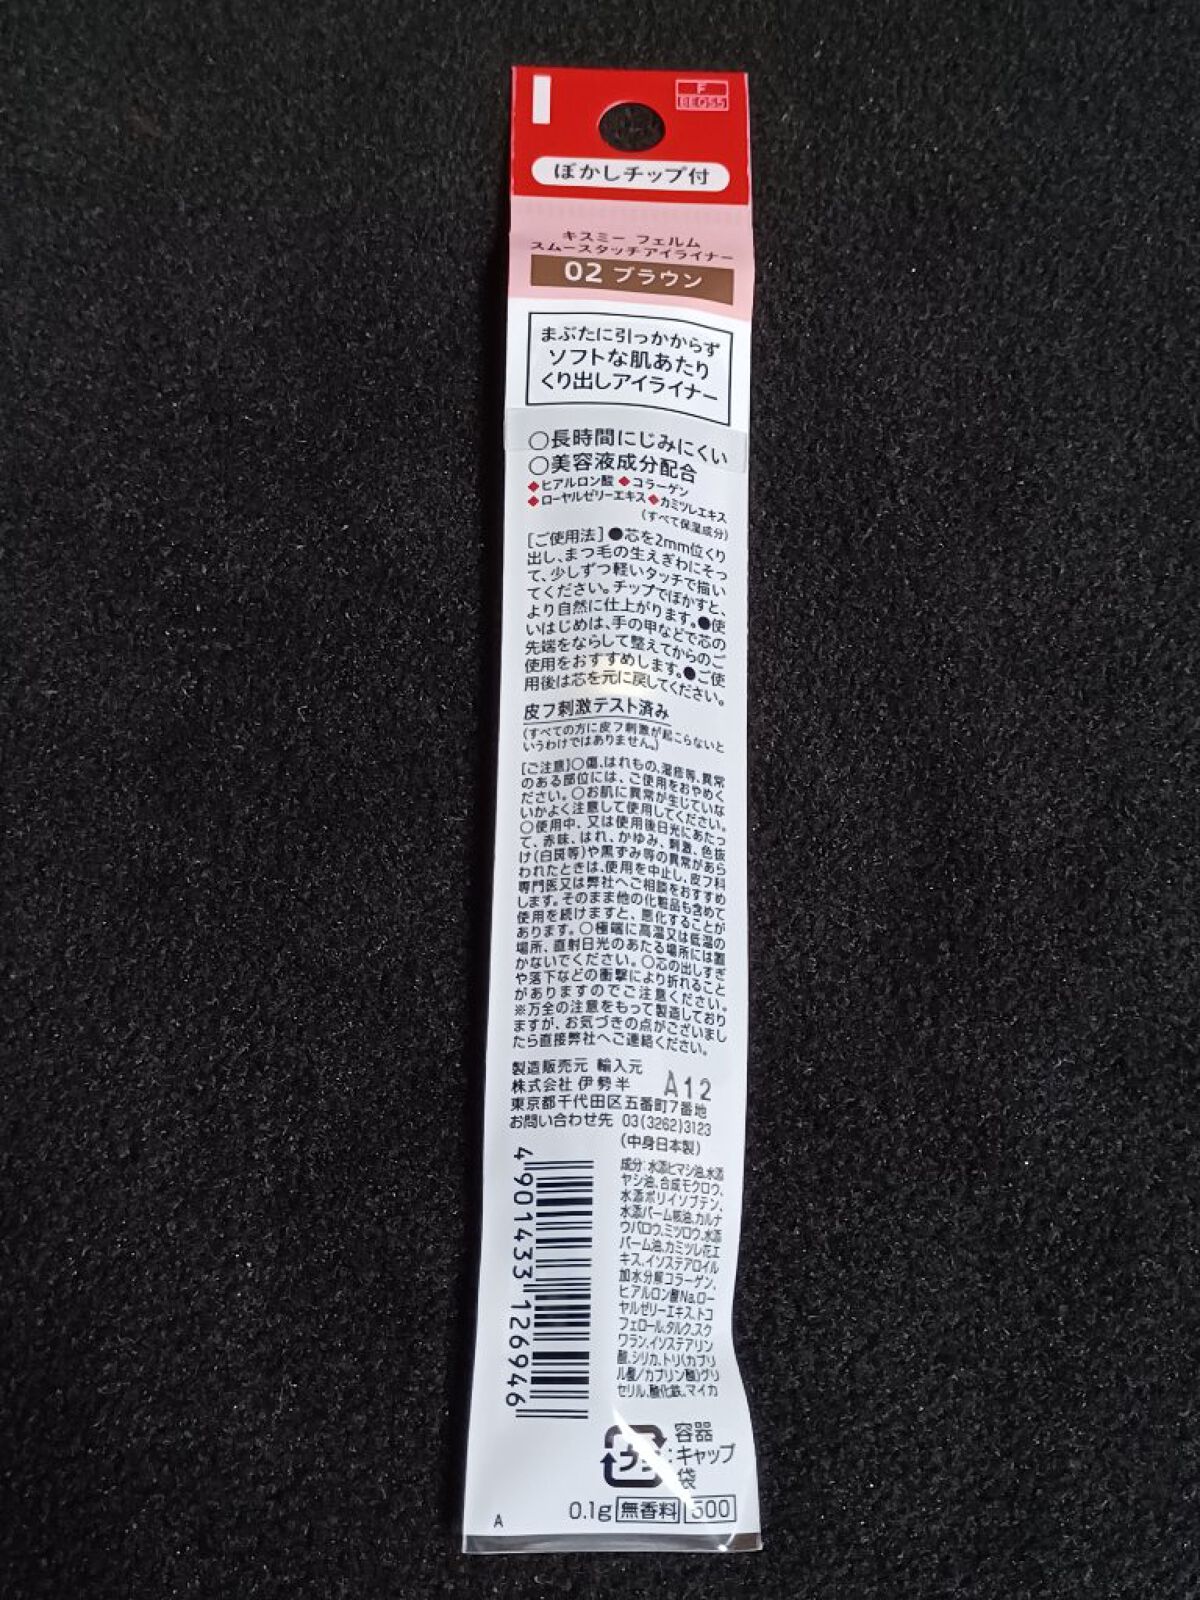 F
BEG55
ぼかしチップ付
キスミー フェルム
スムースタッチアイライナー
02 ブラウン
まぶたに引っかからず
ソフトな肌あたり
くり出しアイライナー
○長時間にじみにくい
○美容液成分配合
◆ヒアルロン酸 ◆コラーゲン
◆ローヤルゼリーエキス◆カミツレエキス
(すべて保湿成分)
[ご使用法]●芯を2mm位くり
出し、まつ毛の生えぎわにそっ
て、少しずつ軽いタッチで描い
てください。チップでぼかすと、
より自然に仕上がります。●使
いはじめは、手の甲などで芯の
先端をならして整えてからのご
使用をおすすめします。●ご使
用後は芯を元に戻してください。
皮フ刺激テスト済み
(すべての方に皮フ刺激が起こらないと
いうわけではありません。)
[ご注意]○傷、はれもの、湿疹等、異常
のある部位には、ご使用をおやめく
ださい。○お肌に異常が生じていな
いかよく注意して使用してください。
○使用中、又は使用後日光にあたっ
て、赤味、はれ、かゆみ、刺激、色抜
け(白斑等)や黒ずみ等の異常があら
われたときは、使用を中止し、皮フ科
専門医又は弊社へご相談をおすすめ
します。そのまま他の化粧品も含めて
使用を続けますと、悪化することが
あります。○極端に高温又は低温の
場所、直射日光のあたる場所には置
かないでください。○芯の出しすぎ
や落下などの衝撃により折れること
がありますのでご注意ください。
※万全の注意をもって製造しており
ますが、お気づきの点がございまし
たら直接弊社へご連絡ください。
製造販売元 輸入元
株式会社 伊勢半 A12
東京都千代田区五番町7番地
お問い合わせ先 03(3262)3123
(中身日本製)
成分:水添ヒマシ油、水添
ヤシ油、合成モクロウ、
水添ポリイソブテン、
水添パーム核油、カルナ
ウバロウ、ミツロウ、水添
パーム油、カミツレ花エ
キス、イソステアロイル
加水分解コラーゲン、
ヒアルロン酸Na、ロー
ヤルゼリーエキス、トコ
フェロール、タルク、スク
ワラン、イソステアリン
酸、シリカ、トリ(カプリ
ル酸/カプリン酸)グリ
セリル、酸化鉄、マイカ
4901433126946
プラ
容器
:キャップ
袋
A
0.1g 無香料 500